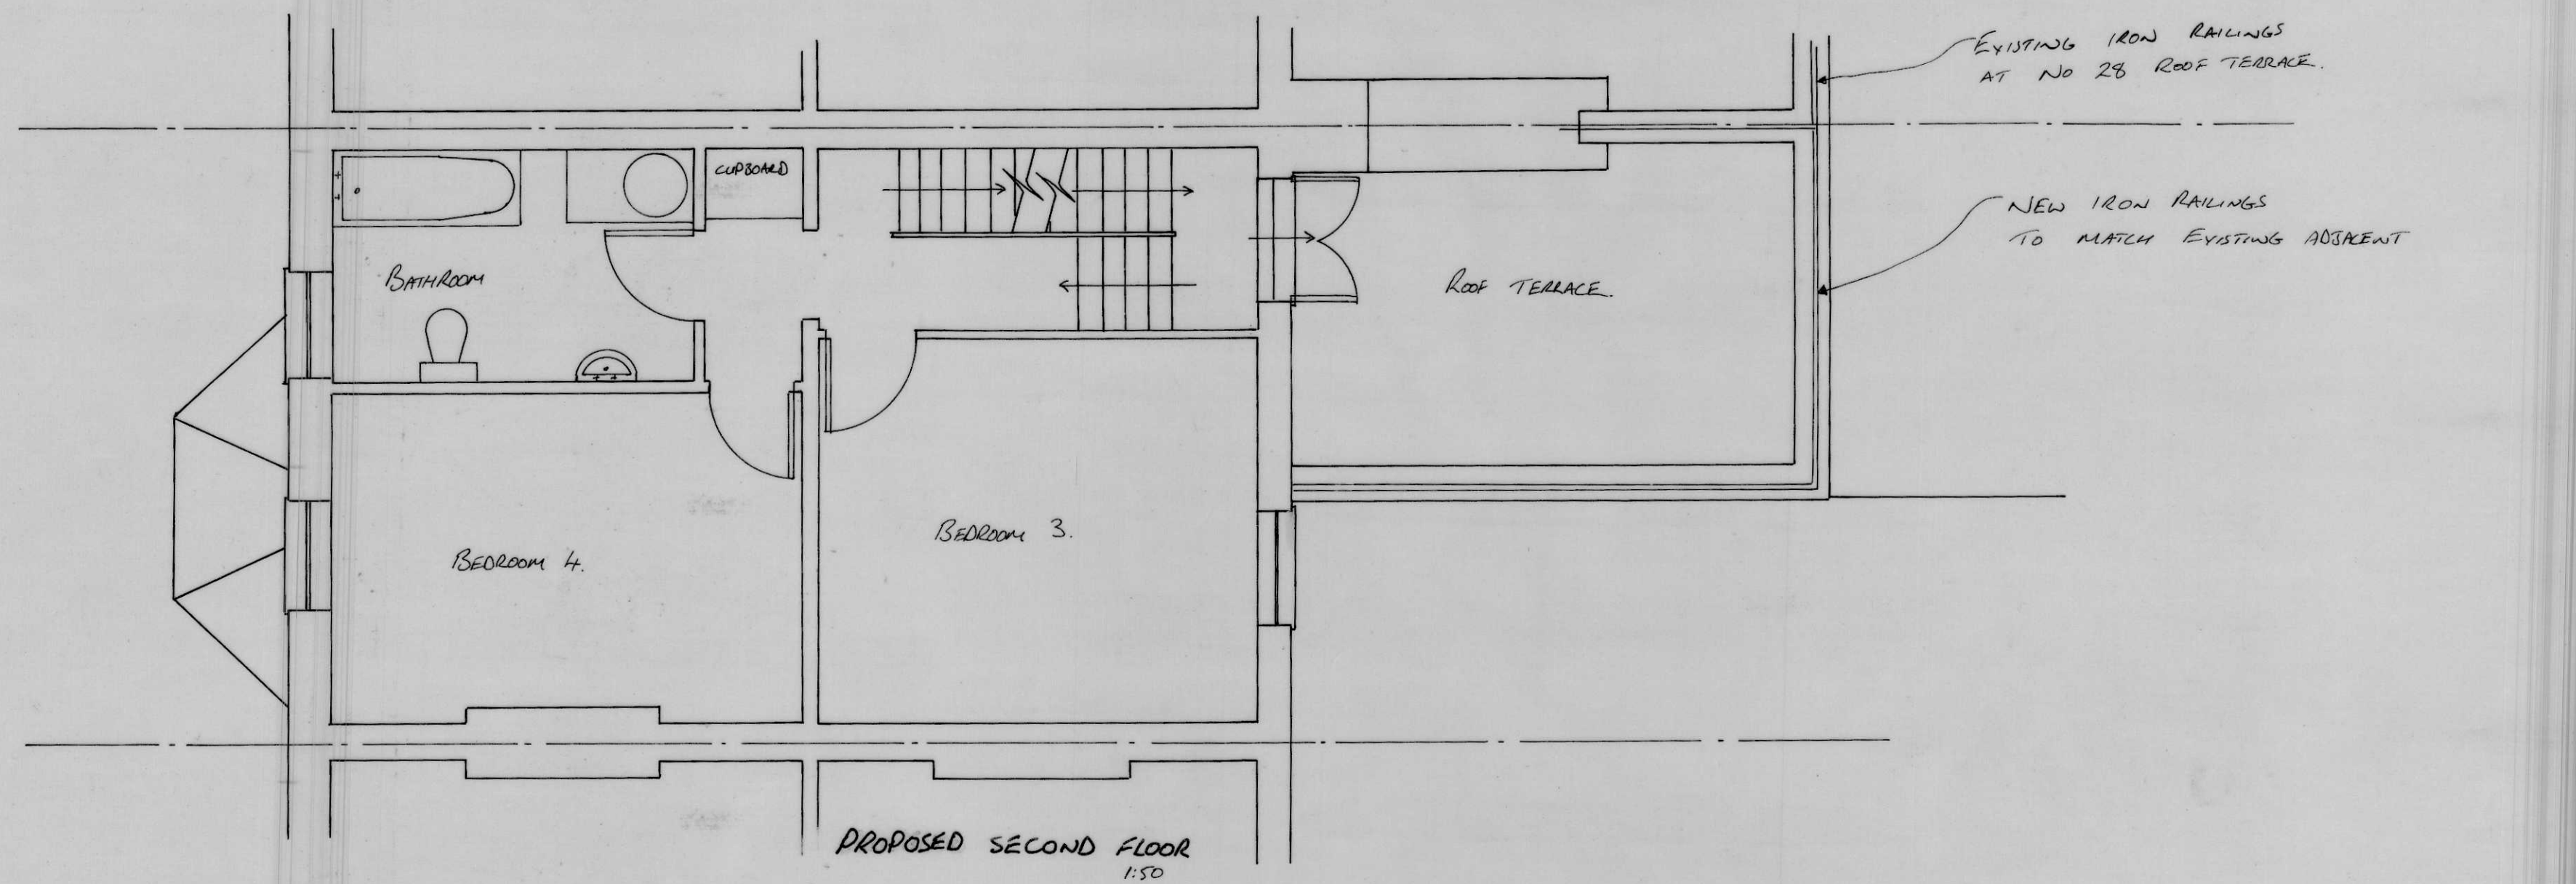 EXISTING IRON RAILINGS
AT NO 28 ROOF TERRACE.
CUPBOARD
NEW IRON RAILINGS
TO MATCH EXISTING ADJACENT
BATHROOM
ROOF TERRACE.
BEDROOM 3.
BEDROOM 4.
PROPOSED SECOND FLOOR
1:50